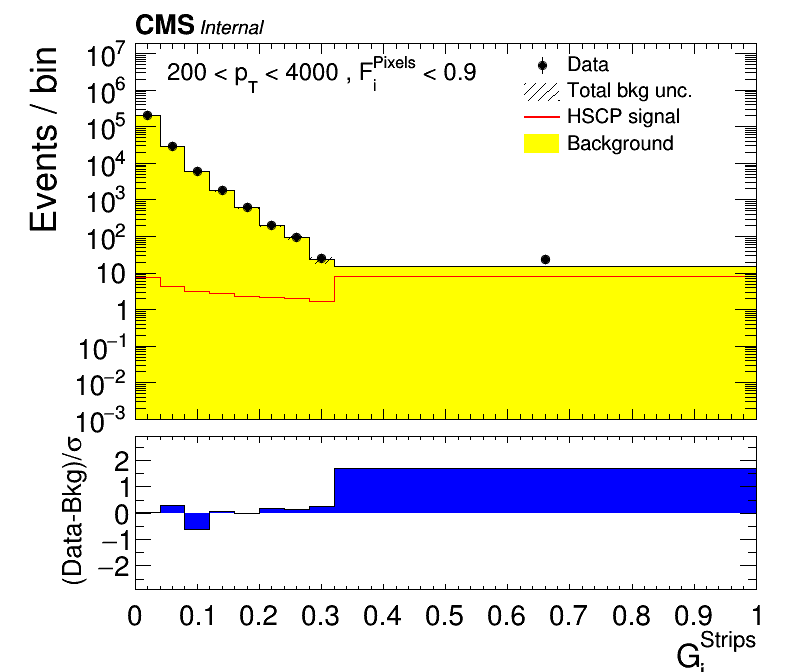 CMS Internal
200 < p_T < 4000 , F_i^Pixels < 0.9
Data
Total bkg unc.
HSCP signal
Background
Events / bin
10^7
10^6
10^5
10^4
10^3
10^2
10
1
10^−1
10^−2
10^−3
(Data-Bkg)/σ
2
1
0
−1
−2
0 0.1 0.2 0.3 0.4 0.5 0.6 0.7 0.8 0.9 1
G_i^Strips